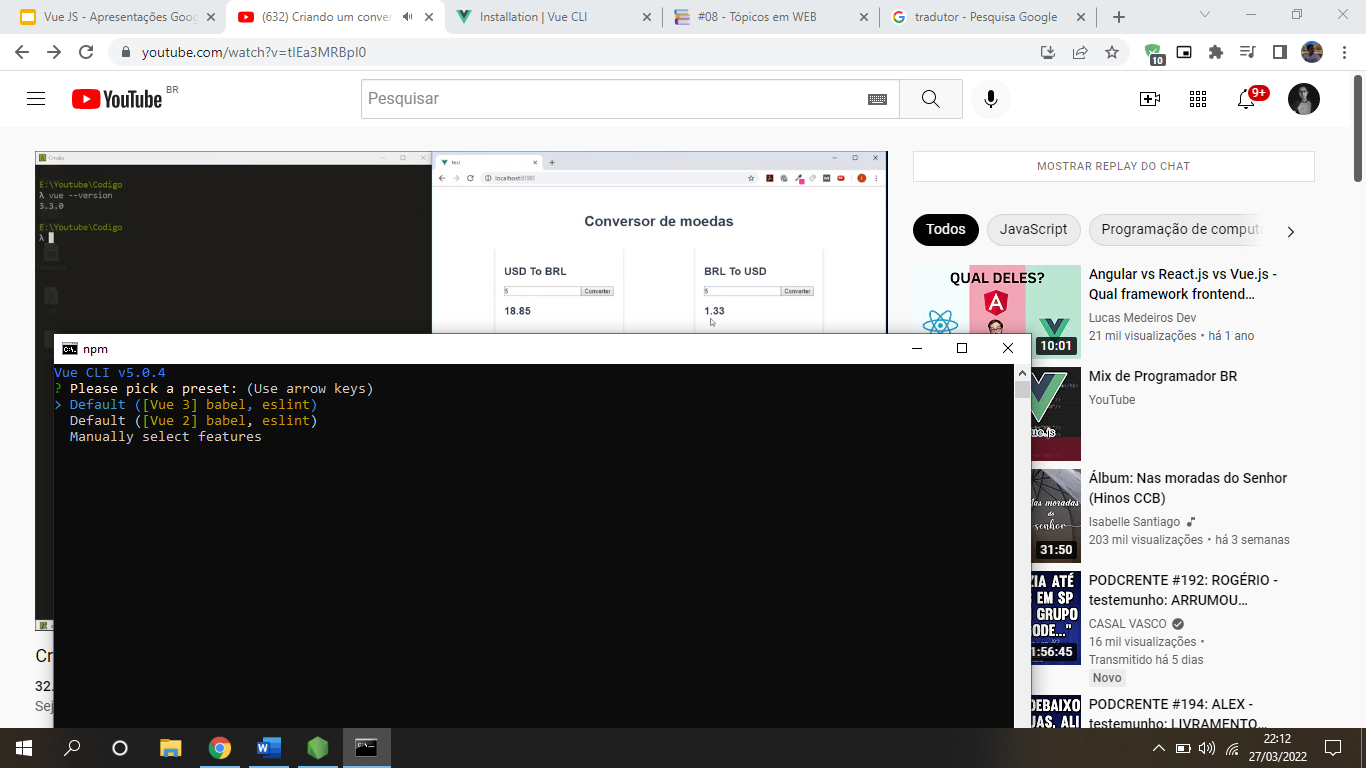 Vue JS - Apresentações Goog
(632) Criando um conver
Installation | Vue CLI
#08 - Tópicos em WEB
tradutor - Pesquisa Google
youtube.com/watch?v=tlEa3MRBpI0
10
YouTube BR
Pesquisar
9+
Cmder
E:\Youtube\Codigo
λ vue --version
3.3.0
E:\Youtube\Codigo
λ
test
localhost:8080
Conversor de moedas
USD To BRL
6
Converter
18.85
BRL To USD
6
Converter
1.33
MOSTRAR REPLAY DO CHAT
Todos
JavaScript
Programação de computa
QUAL DELES?
10:01
Angular vs React.js vs Vue.js -
Qual framework frontend…
Lucas Medeiros Dev
21 mil visualizações • há 1 ano
ue.js
Mix de Programador BR
YouTube
das moradas
do
senhor
31:50
Álbum: Nas moradas do Senhor
(Hinos CCB)
Isabelle Santiago
203 mil visualizações • há 3 semanas
ZIA ATÉ
EM SP
GRUPO
ODE..."
1:56:45
PODCRENTE #192: ROGÉRIO -
testemunho: ARRUMOU…
CASAL VASCO
16 mil visualizações •
Transmitido há 5 dias
Novo
DEBAIXO
UAS, ALI
PODCRENTE #194: ALEX -
testemunho: LIVRAMENTO…
npm
Vue CLI v5.0.4
? Please pick a preset: (Use arrow keys)
> Default ([Vue 3] babel, eslint)
Default ([Vue 2] babel, eslint)
Manually select features
Cr
32.
Sej
22:12
27/03/2022